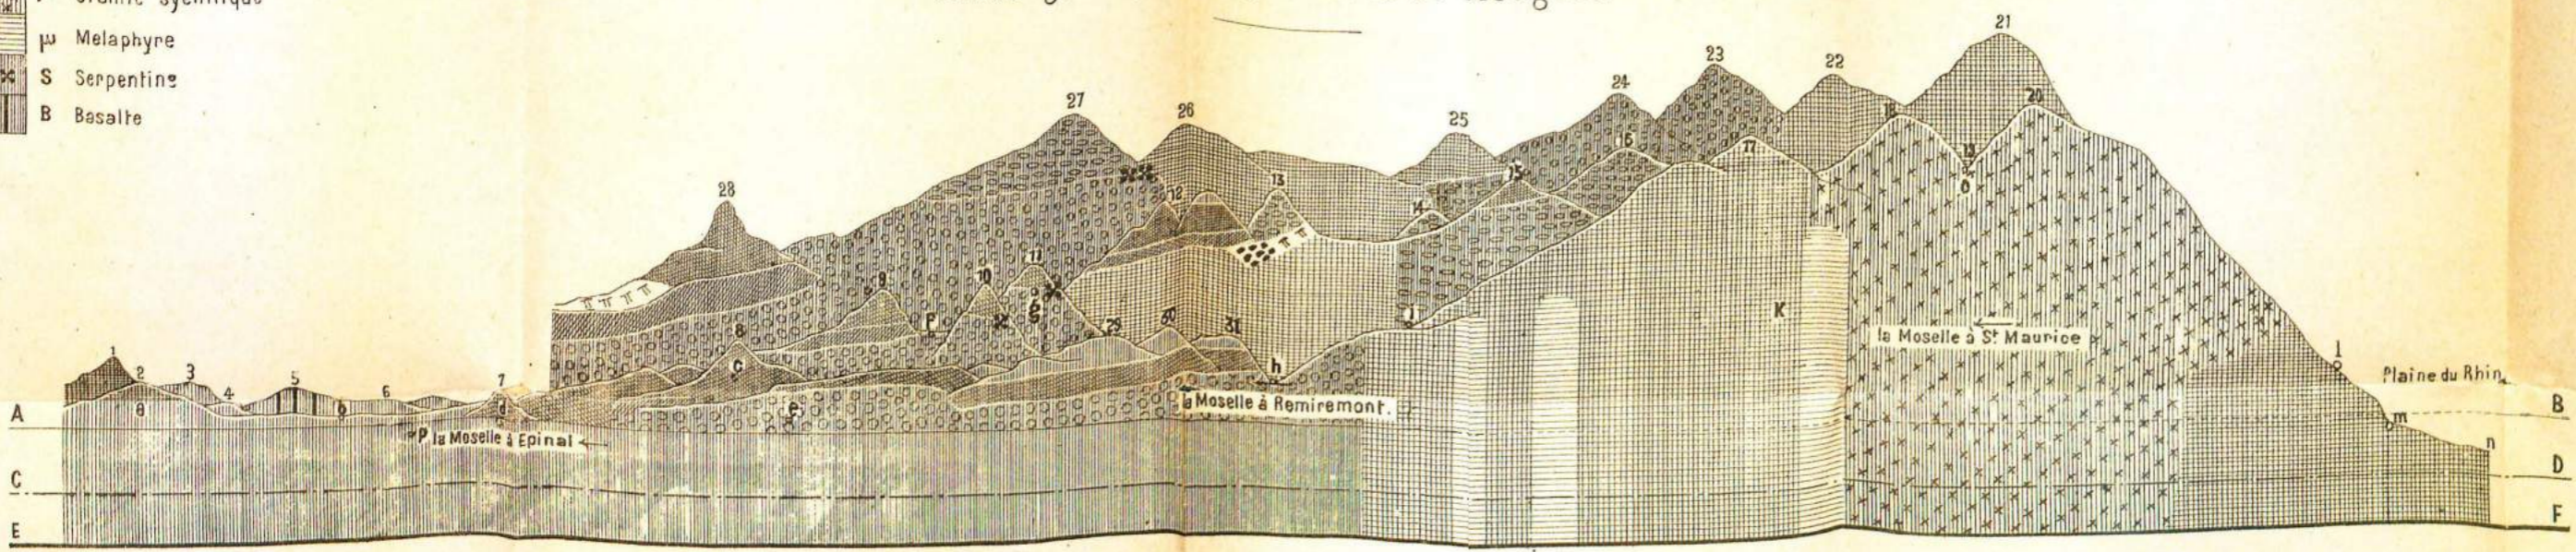 μ Melaphyre
S Serpentine
B Basalte
21
23
22
24
20
27
26
25
18
16
17
19
13
15
28
12
14
11
10
9
K
f
g
la Moselle à St Maurice
29
30
31
8
1
2
3
4
5
6
7
c
h
i
l
Plaine du Rhin
A
a
b
d
e
la Moselle à Remiremont.
m
B
P la Moselle à Epinal
n
C
D
E
F